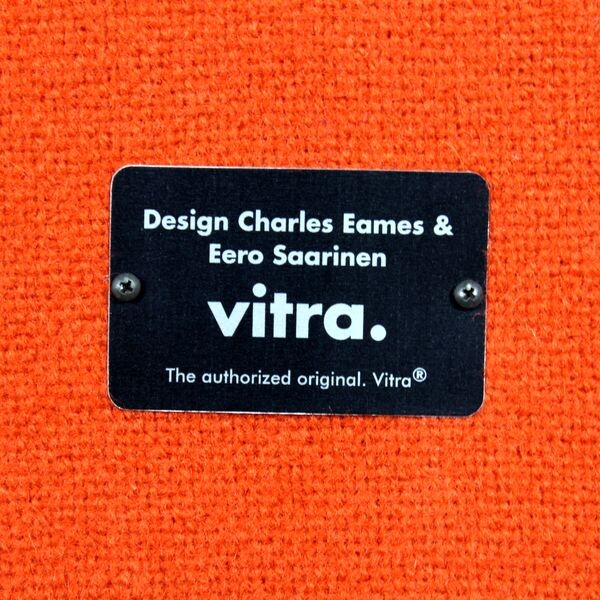 Design Charles Eames &
Eero Saarinen
vitra.
The authorized original. Vitra®